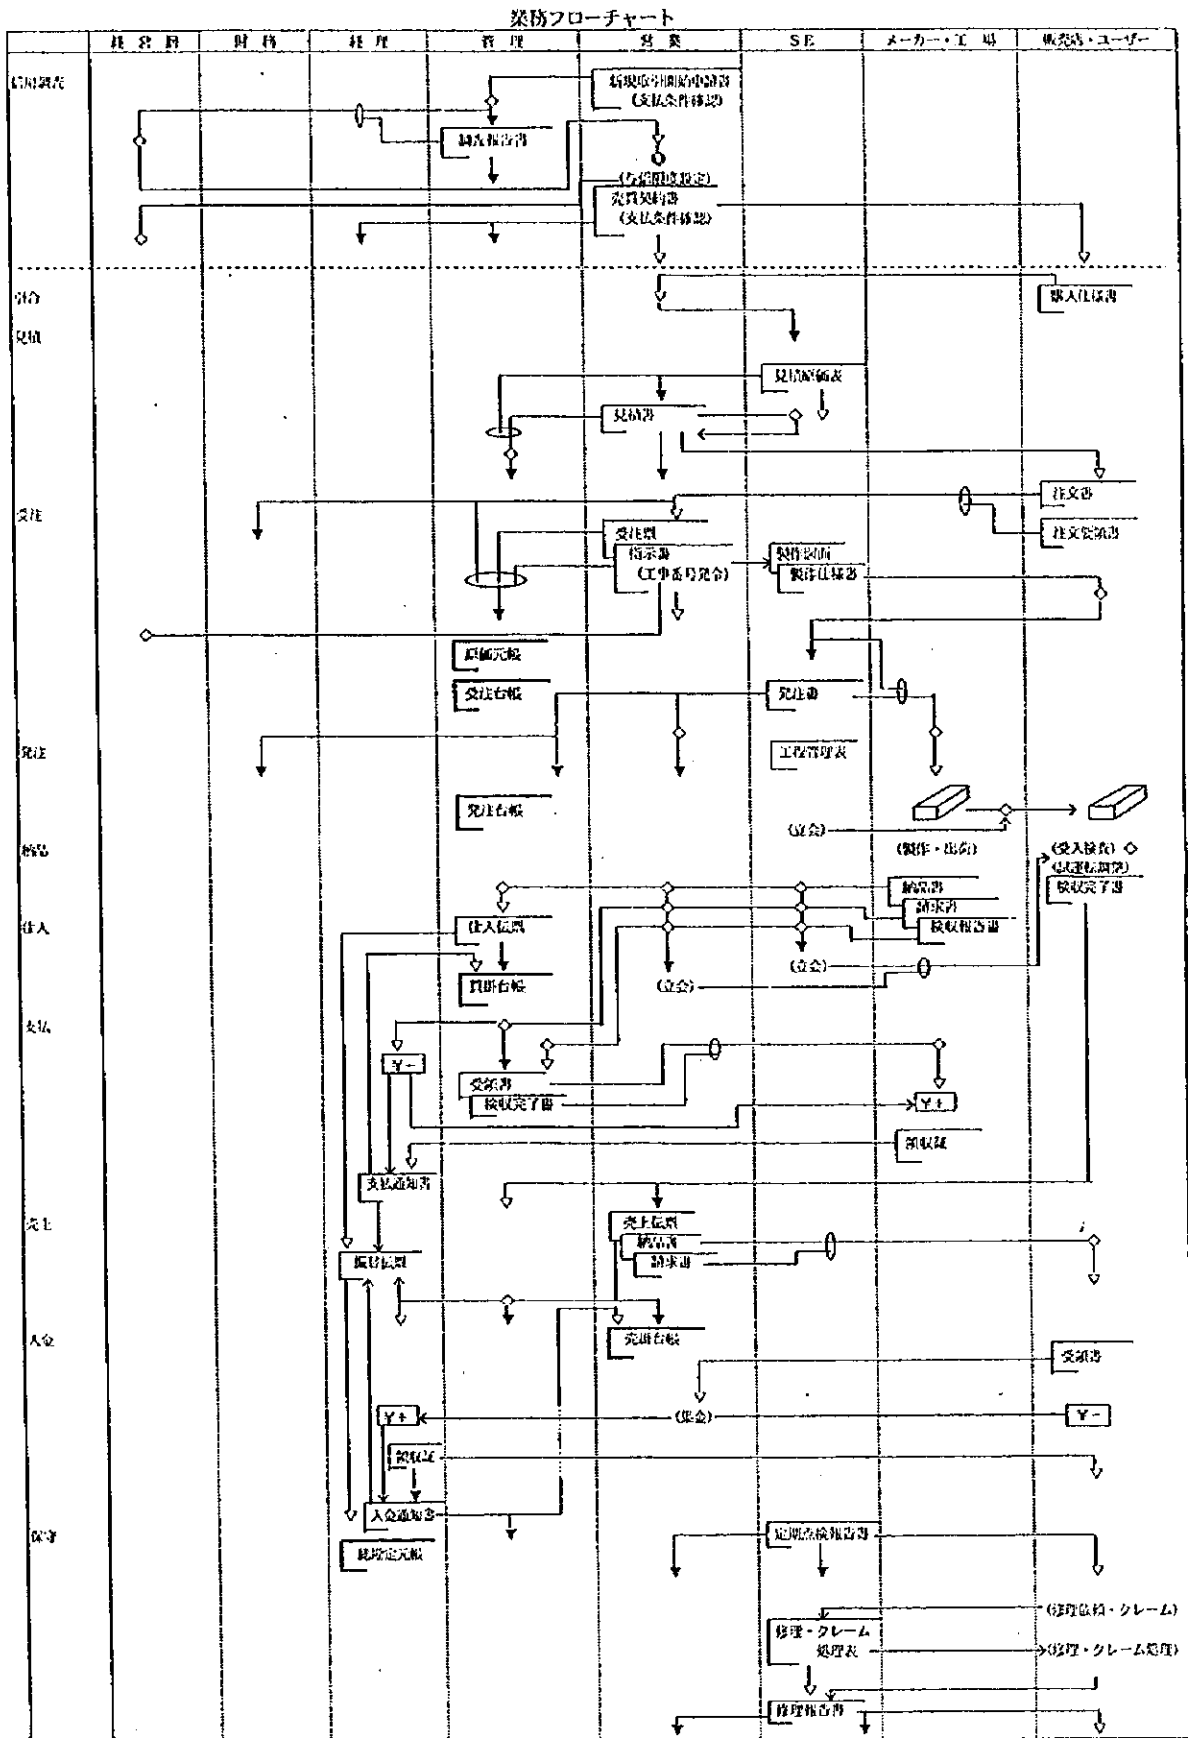 業務フローチャート
経営層 財務 経理 管理 営業 SE メーカー・工場 販売店・ユーザー
信用調査
新規取引開始申請書
(支払条件確認)
調査報告書
(与信限度設定)
売買契約書
(支払条件確認)
引合
購入仕様書
見積
見積原価表
見積書
受注
注文書
注文要領書
受注票
指示書
(工事番号発令)
製作図面
製作仕様書
原価元帳
受注台帳
発注書
発注
工程管理表
発注台帳
(立会)
(製作・出荷)
納品
(受入検査)
(試運転調整)
検収完了書
納品書
請求書
検収報告書
仕入
仕入伝票
(立会)
(立会)
買掛台帳
支払
¥-
受領書
検収完了書
¥+
領収証
支払通知書
売上
売上伝票
納品書
請求書
振替伝票
入金
売掛台帳
受領書
¥+
(集金)
¥-
領収証
入金通知書
保守
定期点検報告書
総勘定元帳
(修理依頼・クレーム)
修理・クレーム
処理表
(修理・クレーム処理)
修理報告書